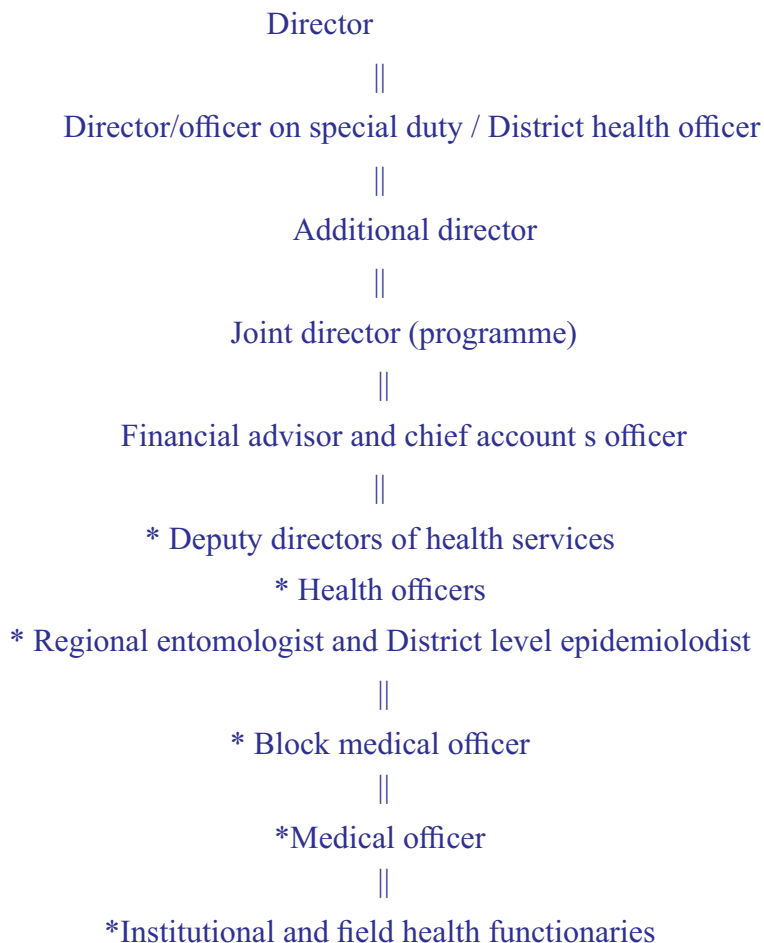 Director
||
Director/officer on special duty / District health officer
||
Additional director
||
Joint director (programme)
||
Financial advisor and chief account s officer
||
* Deputy directors of health services
* Health officers
* Regional entomologist and District level epidemiolodist
||
* Block medical officer
||
*Medical officer
||
*Institutional and field health functionaries